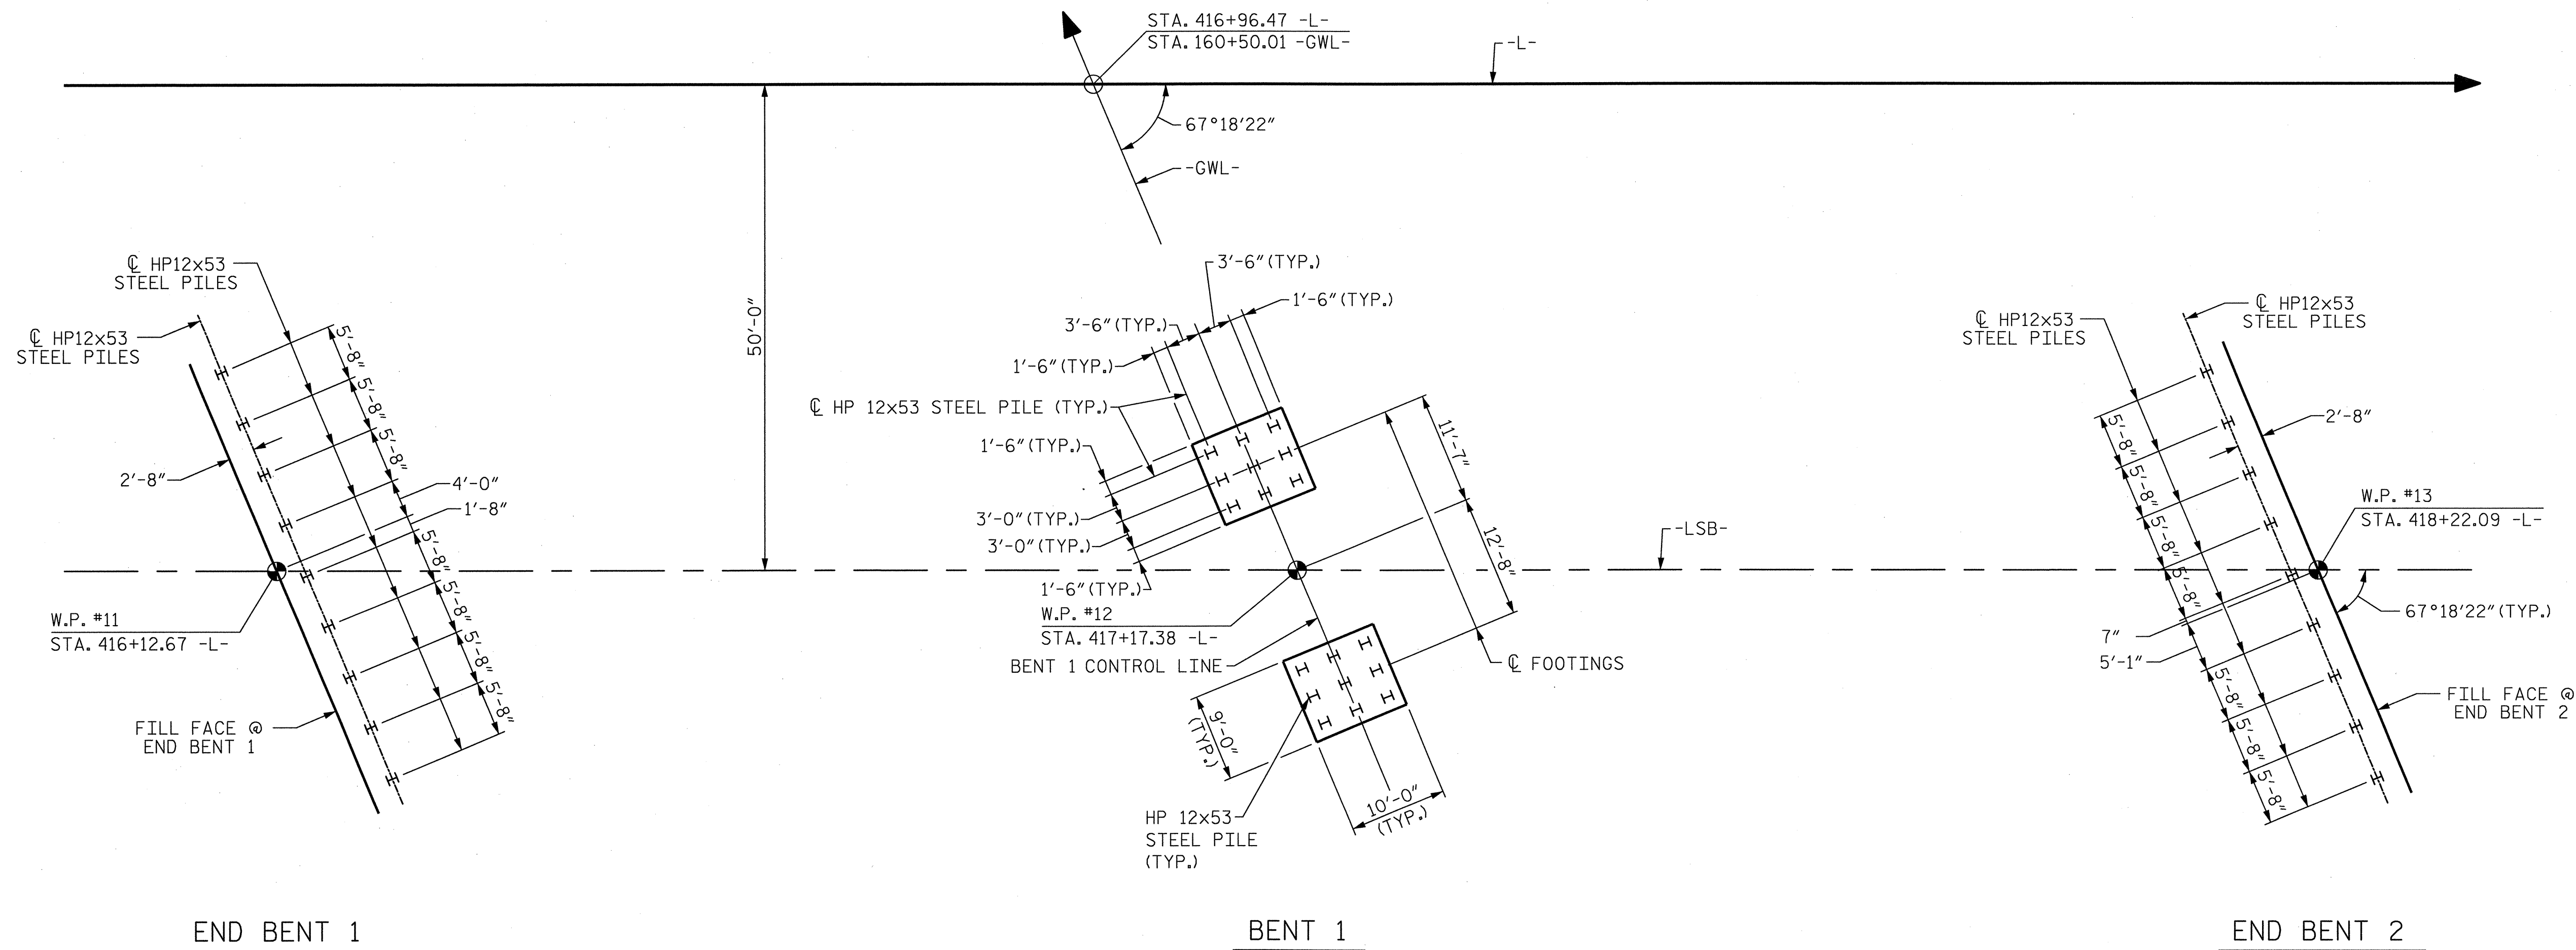 STA. 416+96.47 -L-
STA. 160+50.01 -GWL-
-L-
67°18'22"
-GWL-
50'-0"
℄ HP12x53
STEEL PILES
℄ HP12x53
STEEL PILES
5'-8"
5'-8"
5'-8"
4'-0"
1'-8"
5'-8"
5'-8"
5'-8"
5'-8"
2'-8"
W.P. #11
STA. 416+12.67 -L-
FILL FACE @
END BENT 1
3'-6" (TYP.)
1'-6" (TYP.)
3'-6" (TYP.)
1'-6" (TYP.)
℄ HP 12x53 STEEL PILE (TYP.)
1'-6" (TYP.)
3'-0" (TYP.)
3'-0" (TYP.)
1'-6" (TYP.)
11'-7"
12'-8"
W.P. #12
STA. 417+17.38 -L-
BENT 1 CONTROL LINE
℄ FOOTINGS
-LSB-
9'-0"
(TYP.)
10'-0"
(TYP.)
HP 12x53
STEEL PILE
(TYP.)
℄ HP12x53
STEEL PILES
℄ HP12x53
STEEL PILES
2'-8"
5'-8"
5'-8"
5'-8"
5'-8"
7"
5'-1"
5'-8"
5'-8"
5'-8"
W.P. #13
STA. 418+22.09 -L-
67°18'22" (TYP.)
FILL FACE @
END BENT 2
END BENT 1
BENT 1
END BENT 2